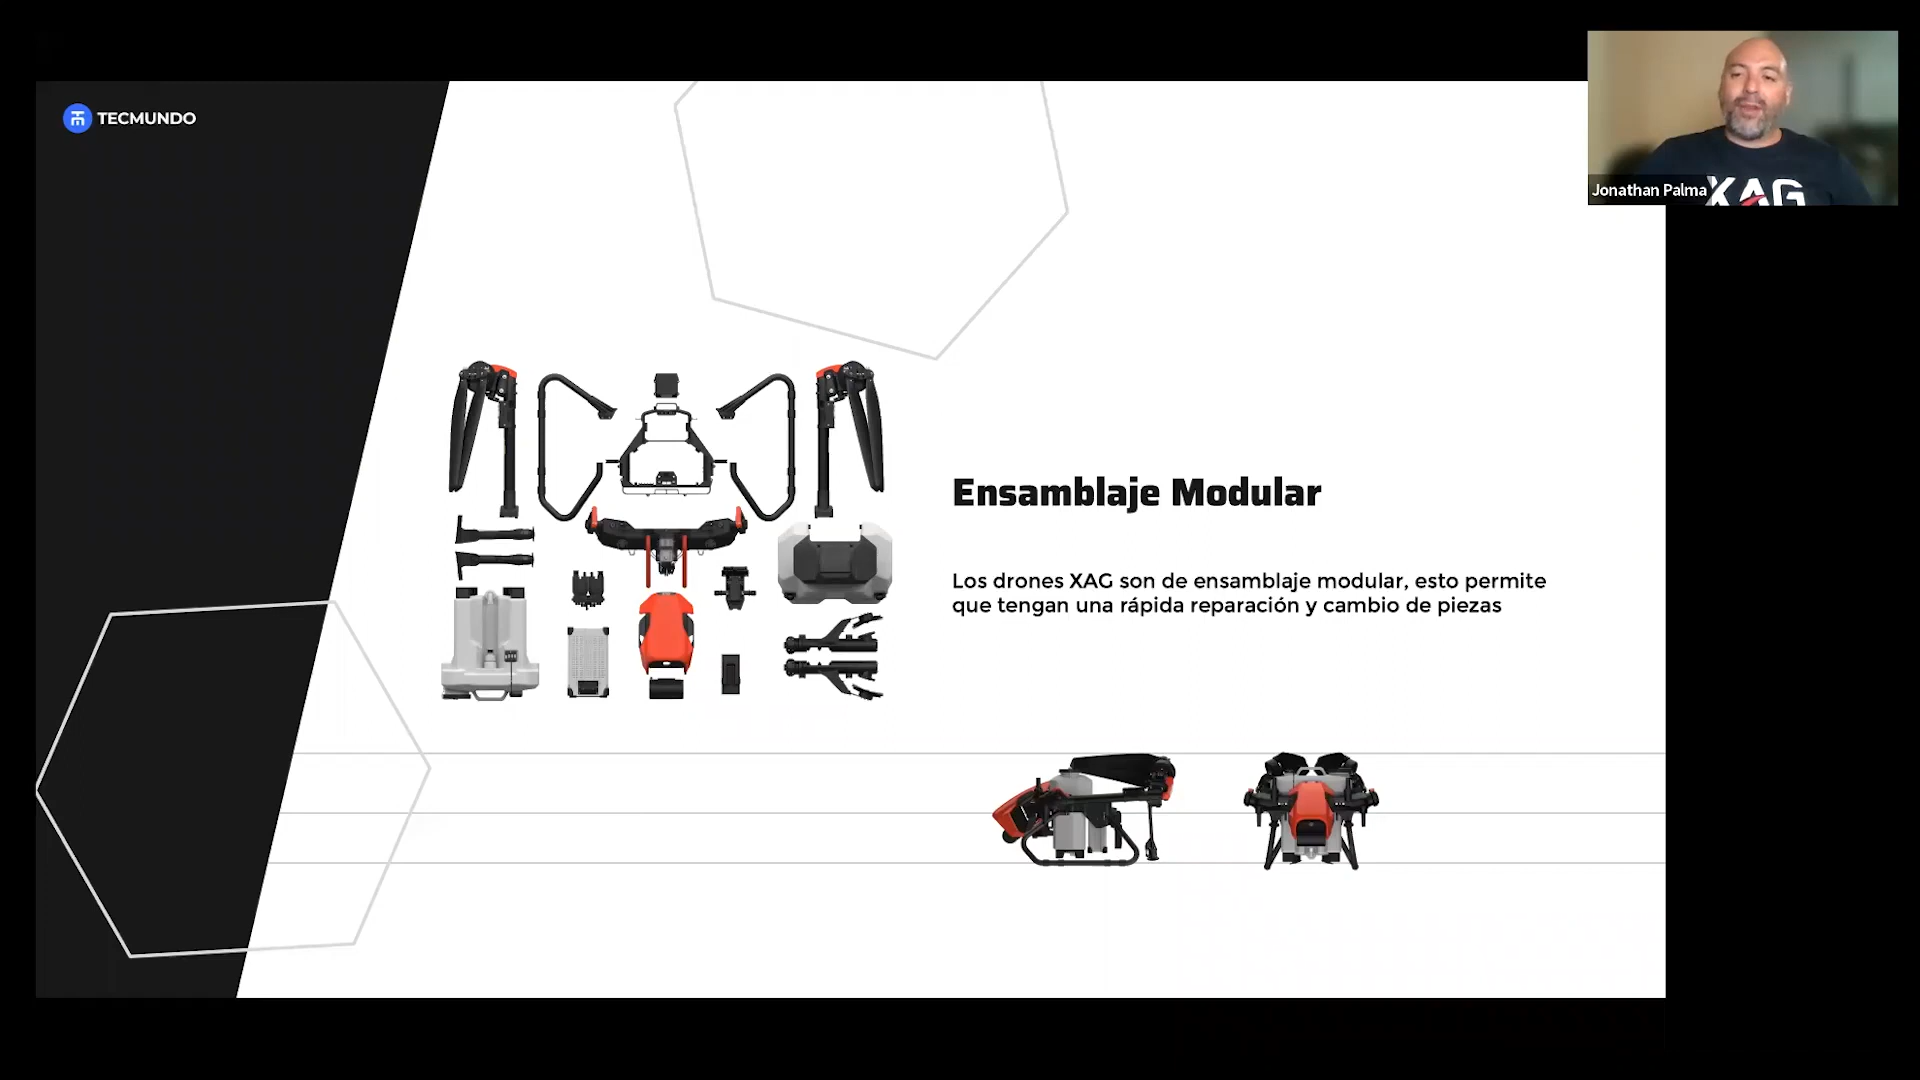 TECMUNDO
Jonathan Palma
XAG
Ensamblaje Modular
Los drones XAG son de ensamblaje modular, esto permite
que tengan una rápida reparación y cambio de piezas